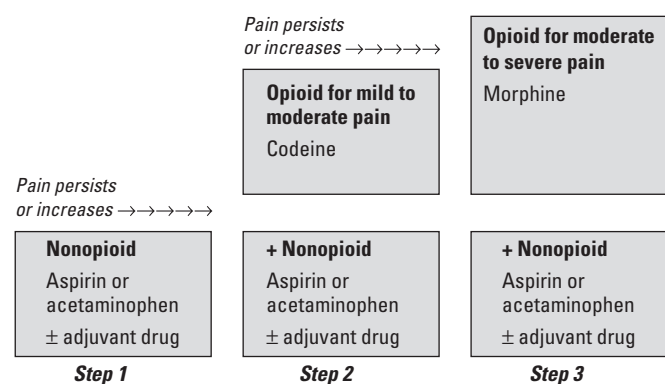 Pain persists
or increases →→→→→
Opioid for moderate
to severe pain
Morphine
Opioid for mild to
moderate pain
Codeine
Pain persists
or increases →→→→→
Nonopioid
Aspirin or
acetaminophen
± adjuvant drug
+ Nonopioid
Aspirin or
acetaminophen
± adjuvant drug
+ Nonopioid
Aspirin or
acetaminophen
± adjuvant drug
Step 1
Step 2
Step 3